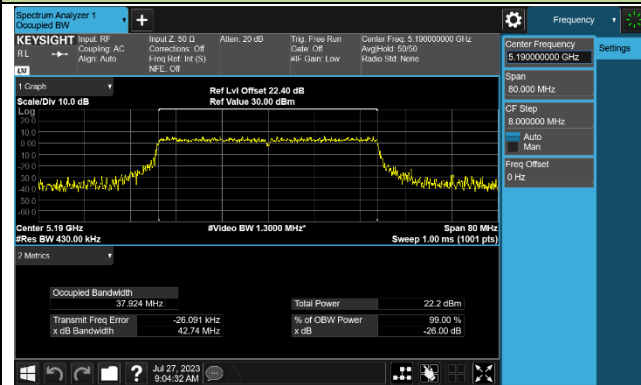 Spectrum Analyzer 1
Occupied BW
+
Frequency
KEYSIGHT
RL
LXI
Input: RF
Coupling: AC
Align: Auto
Input Z: 50 Ω
Corrections: Off
Freq Ref: Int (S)
NFE: Off
Atten: 20 dB
Trig: Free Run
Gate: Off
#IF Gain: Low
Center Freq: 5.190000000 GHz
Avg|Hold: 50/50
Radio Std: None
Center Frequency
5.190000000 GHz
Settings
Span
80.000 MHz
CF Step
8.000000 MHz
Auto
Man
Freq Offset
0 Hz
1 Graph
Scale/Div 10.0 dB
Ref Lvl Offset 22.40 dB
Ref Value 30.00 dBm
Log
20.0
10.0
0.00
-10.0
-20.0
-30.0
-40.0
-50.0
-60.0
Center 5.19 GHz
#Video BW 1.3000 MHz*
Span 80 MHz
#Res BW 430.00 kHz
Sweep 1.00 ms (1001 pts)
2 Metrics
Occupied Bandwidth
37.924 MHz
Total Power
22.2 dBm
Transmit Freq Error
-26.091 kHz
% of OBW Power
99.00 %
x dB Bandwidth
42.74 MHz
x dB
-26.00 dB
?
Jul 27, 2023
9:04:32 AM